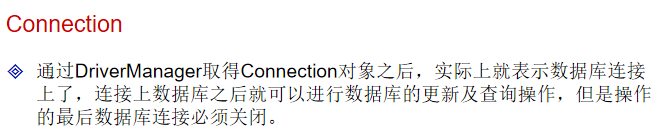 Connection
通过DriverManager取得Connection对象之后，实际上就表示数据库连接
上了，连接上数据库之后就可以进行数据库的更新及查询操作，但是操作
的最后数据库连接必须关闭。